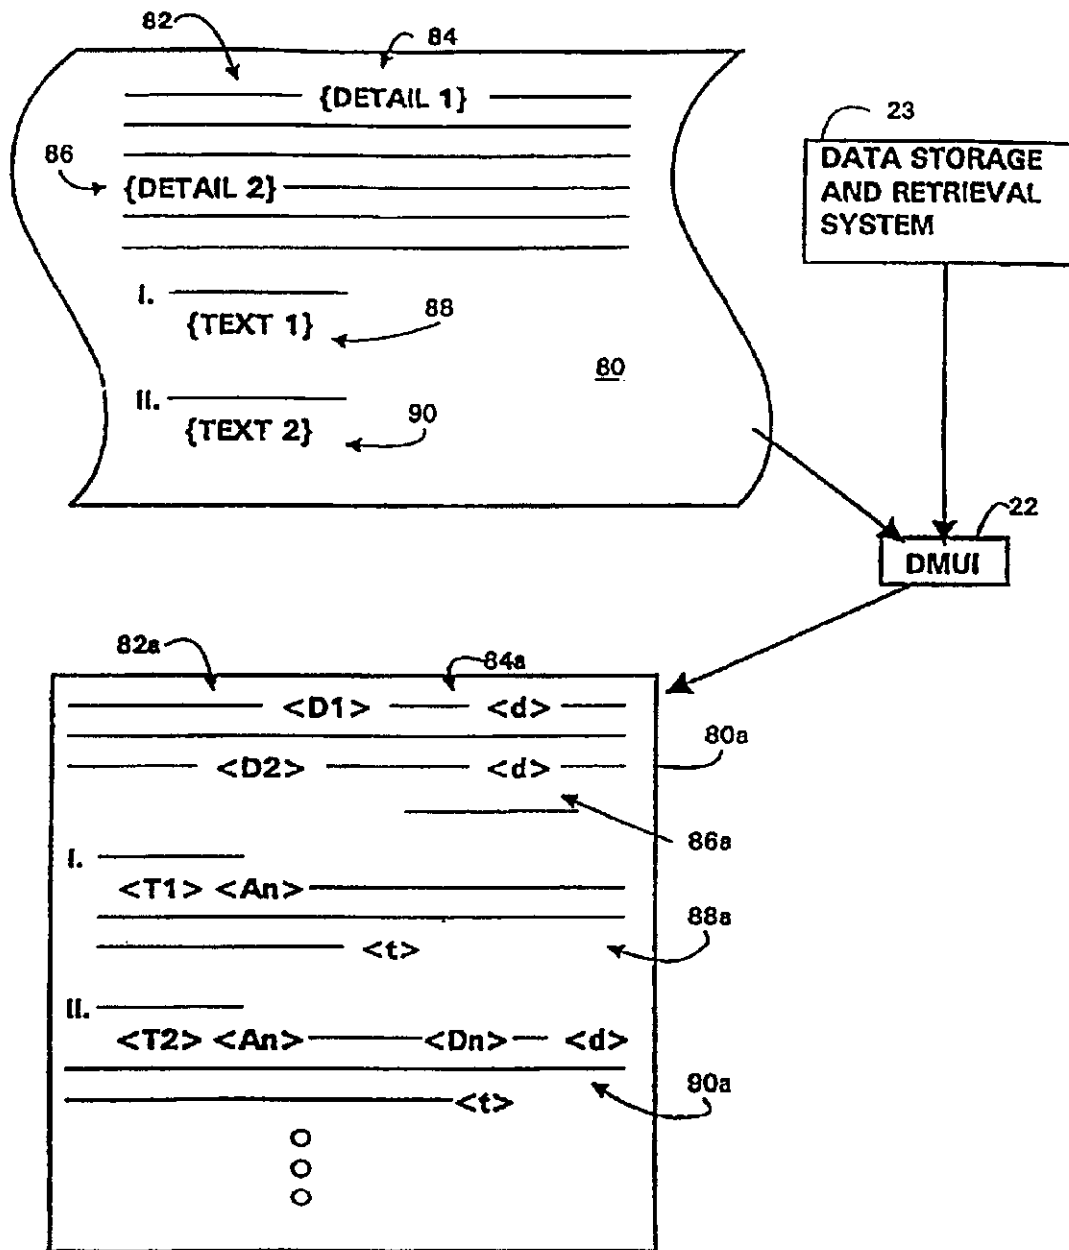 82
84
{DETAIL 1}
23
DATA STORAGE
AND RETRIEVAL
SYSTEM
86
{DETAIL 2}
I.
{TEXT 1}
88
80
II.
{TEXT 2}
90
22
DMUI
82a
84a
<D1> <d>
80a
<D2> <d>
86a
I.
<T1> <An>
88a
<t>
II.
<T2> <An> <Dn> <d>
90a
<t>